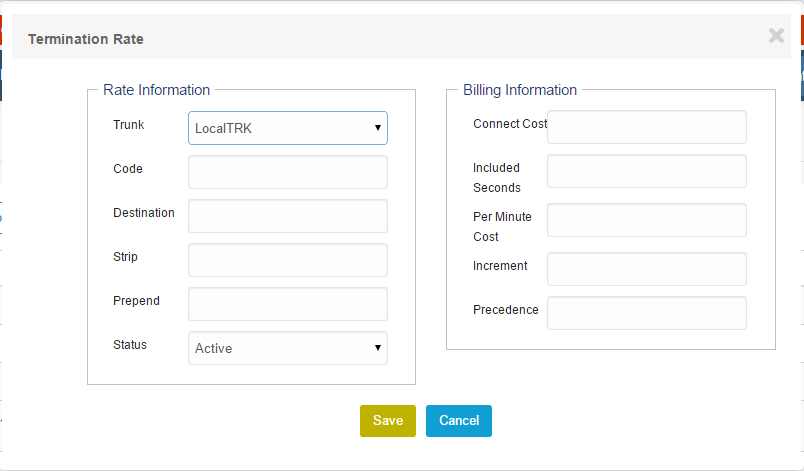 Termination Rate
Rate Information
Trunk
LocalTRK
Code
Destination
Strip
Prepend
Status
Active
Billing Information
Connect Cost
Included
Seconds
Per Minute
Cost
Increment
Precedence
Save
Cancel